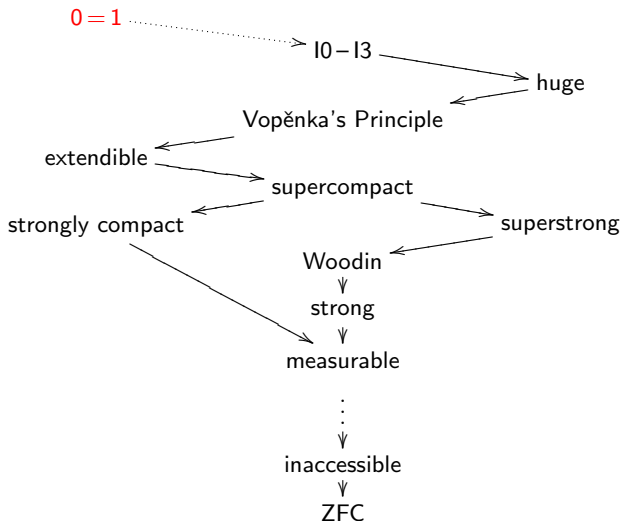 0 = 1
I0 – I3
huge
Vopěnka's Principle
extendible
supercompact
strongly compact
superstrong
Woodin
strong
measurable
inaccessible
ZFC